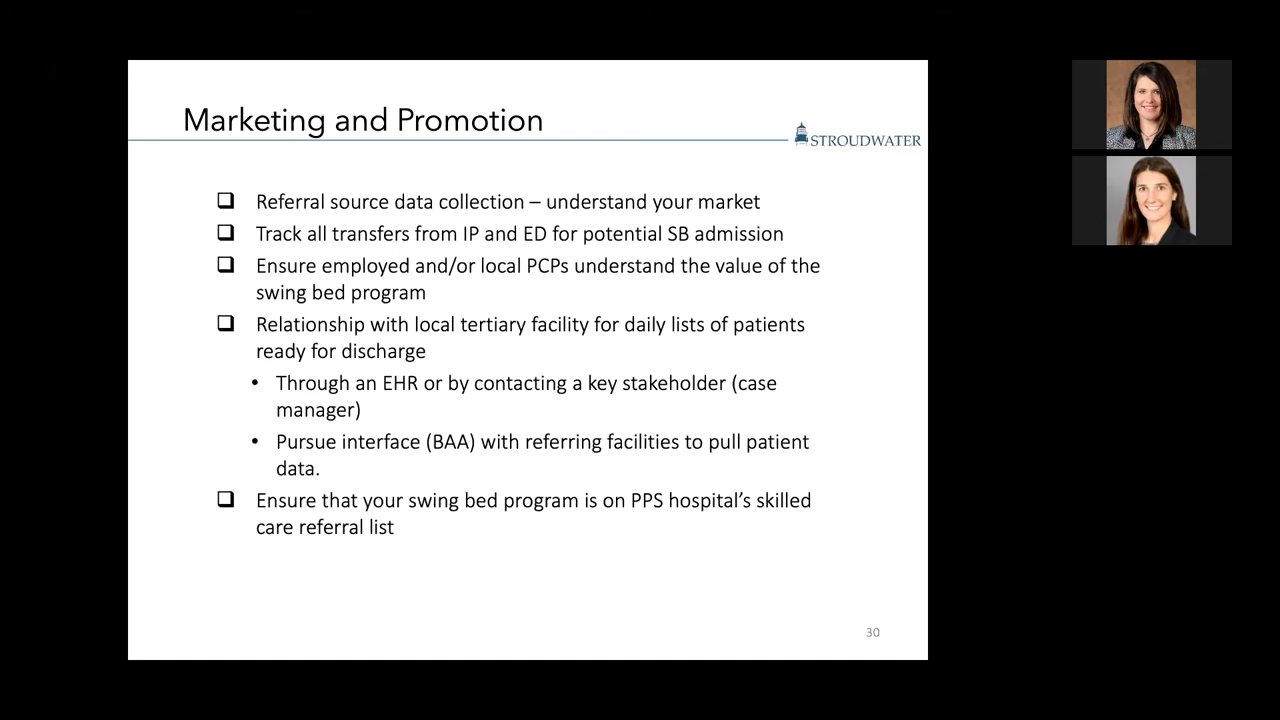 Marketing and Promotion
STROUDWATER
Referral source data collection – understand your market
Track all transfers from IP and ED for potential SB admission
Ensure employed and/or local PCPs understand the value of the
swing bed program
Relationship with local tertiary facility for daily lists of patients
ready for discharge
• Through an EHR or by contacting a key stakeholder (case
manager)
• Pursue interface (BAA) with referring facilities to pull patient
data.
Ensure that your swing bed program is on PPS hospital’s skilled
care referral list
30